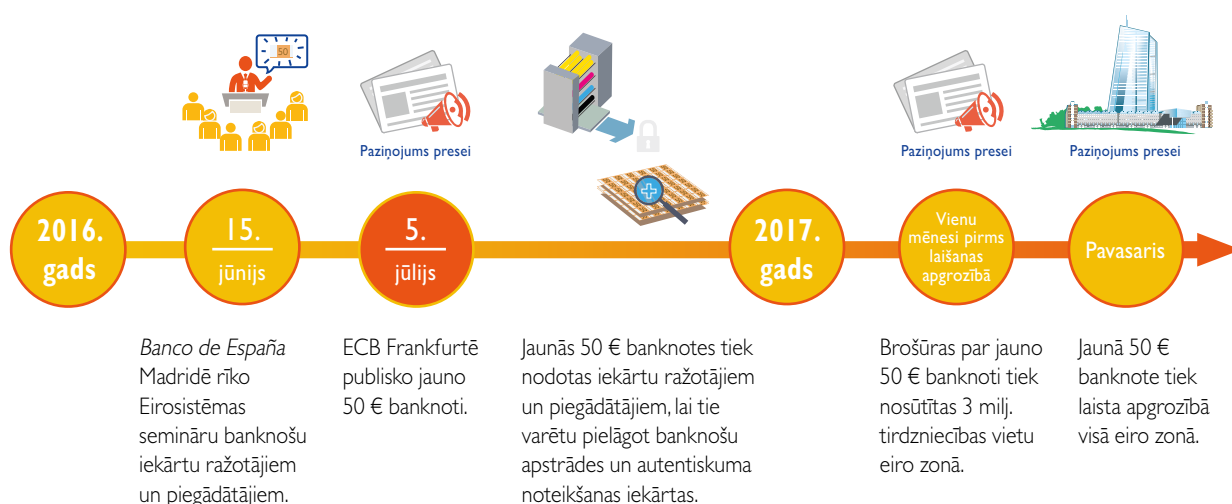 50
Paziņojums presei
Paziņojums presei
Paziņojums presei
2016.
gads
15.
jūnijs
5.
jūlijs
2017.
gads
Vienu
mēnesi pirms
laišanas
apgrozībā
Pavasaris
Banco de España
Madridē rīko
Eirosistēmas
semināru banknošu
iekārtu ražotājiem
un piegādātājiem.
ECB Frankfurtē
publisko jauno
50 € banknoti.
Jaunās 50 € banknotes tiek
nodotas iekārtu ražotājiem
un piegādātājiem, lai tie
varētu pielāgot banknošu
apstrādes un autentiskuma
noteikšanas iekārtas.
Brošūras par jauno
50 € banknoti tiek
nosūtītas 3 milj.
tirdzniecības vietu
eiro zonā.
Jaunā 50 €
banknote tiek
laista apgrozībā
visā eiro zonā.